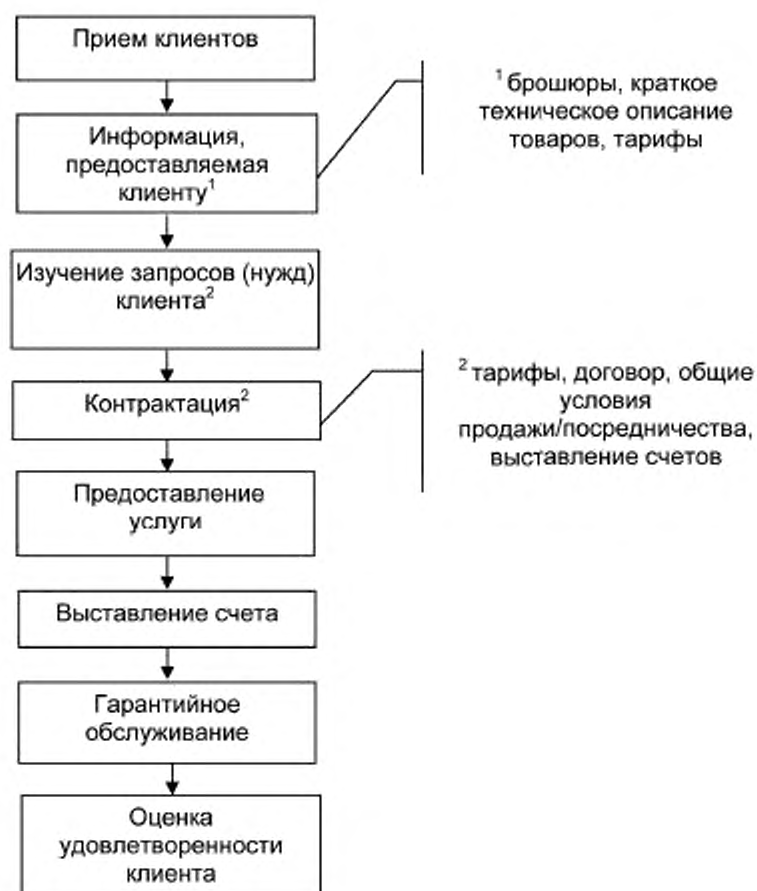 Прием клиентов
Информация,
предоставляемая
клиенту¹
¹ брошюры, краткое
техническое описание
товаров, тарифы
Изучение запросов (нужд)
клиента²
Контрактация²
² тарифы, договор, общие
условия
продажи/посредничества,
выставление счетов
Предоставление
услуги
Выставление счета
Гарантийное
обслуживание
Оценка
удовлетворенности
клиента